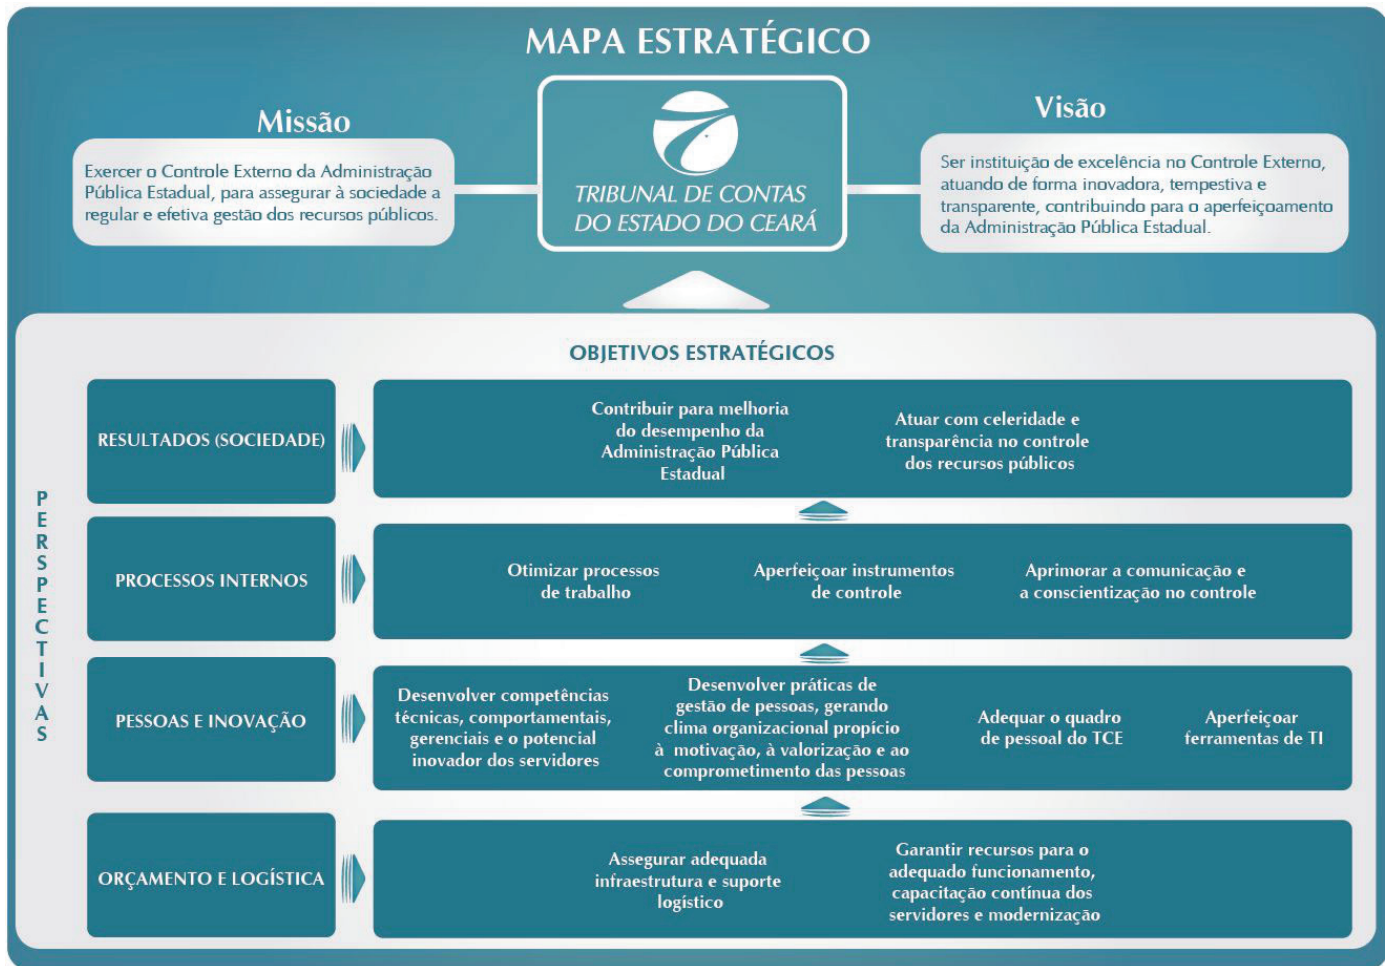 MAPA ESTRATÉGICO
Missão
Exercer o Controle Externo da Administração
Pública Estadual, para assegurar à sociedade a
regular e efetiva gestão dos recursos públicos.
TRIBUNAL DE CONTAS
DO ESTADO DO CEARÁ
Visão
Ser instituição de excelência no Controle Externo,
atuando de forma inovadora, tempestiva e
transparente, contribuindo para o aperfeiçoamento
da Administração Pública Estadual.
OBJETIVOS ESTRATÉGICOS
PERSPECTIVAS
RESULTADOS (SOCIEDADE)
Contribuir para melhoria
do desempenho da
Administração Pública
Estadual
Atuar com celeridade e
transparência no controle
dos recursos públicos
PROCESSOS INTERNOS
Otimizar processos
de trabalho
Aperfeiçoar instrumentos
de controle
Aprimorar a comunicação e
a conscientização no controle
PESSOAS E INOVAÇÃO
Desenvolver competências
técnicas, comportamentais,
gerenciais e o potencial
inovador dos servidores
Desenvolver práticas de
gestão de pessoas, gerando
clima organizacional propício
à motivação, à valorização e ao
comprometimento das pessoas
Adequar o quadro
de pessoal do TCE
Aperfeiçoar
ferramentas de TI
ORÇAMENTO E LOGÍSTICA
Assegurar adequada
infraestrutura e suporte
logístico
Garantir recursos para o
adequado funcionamento,
capacitação contínua dos
servidores e modernização